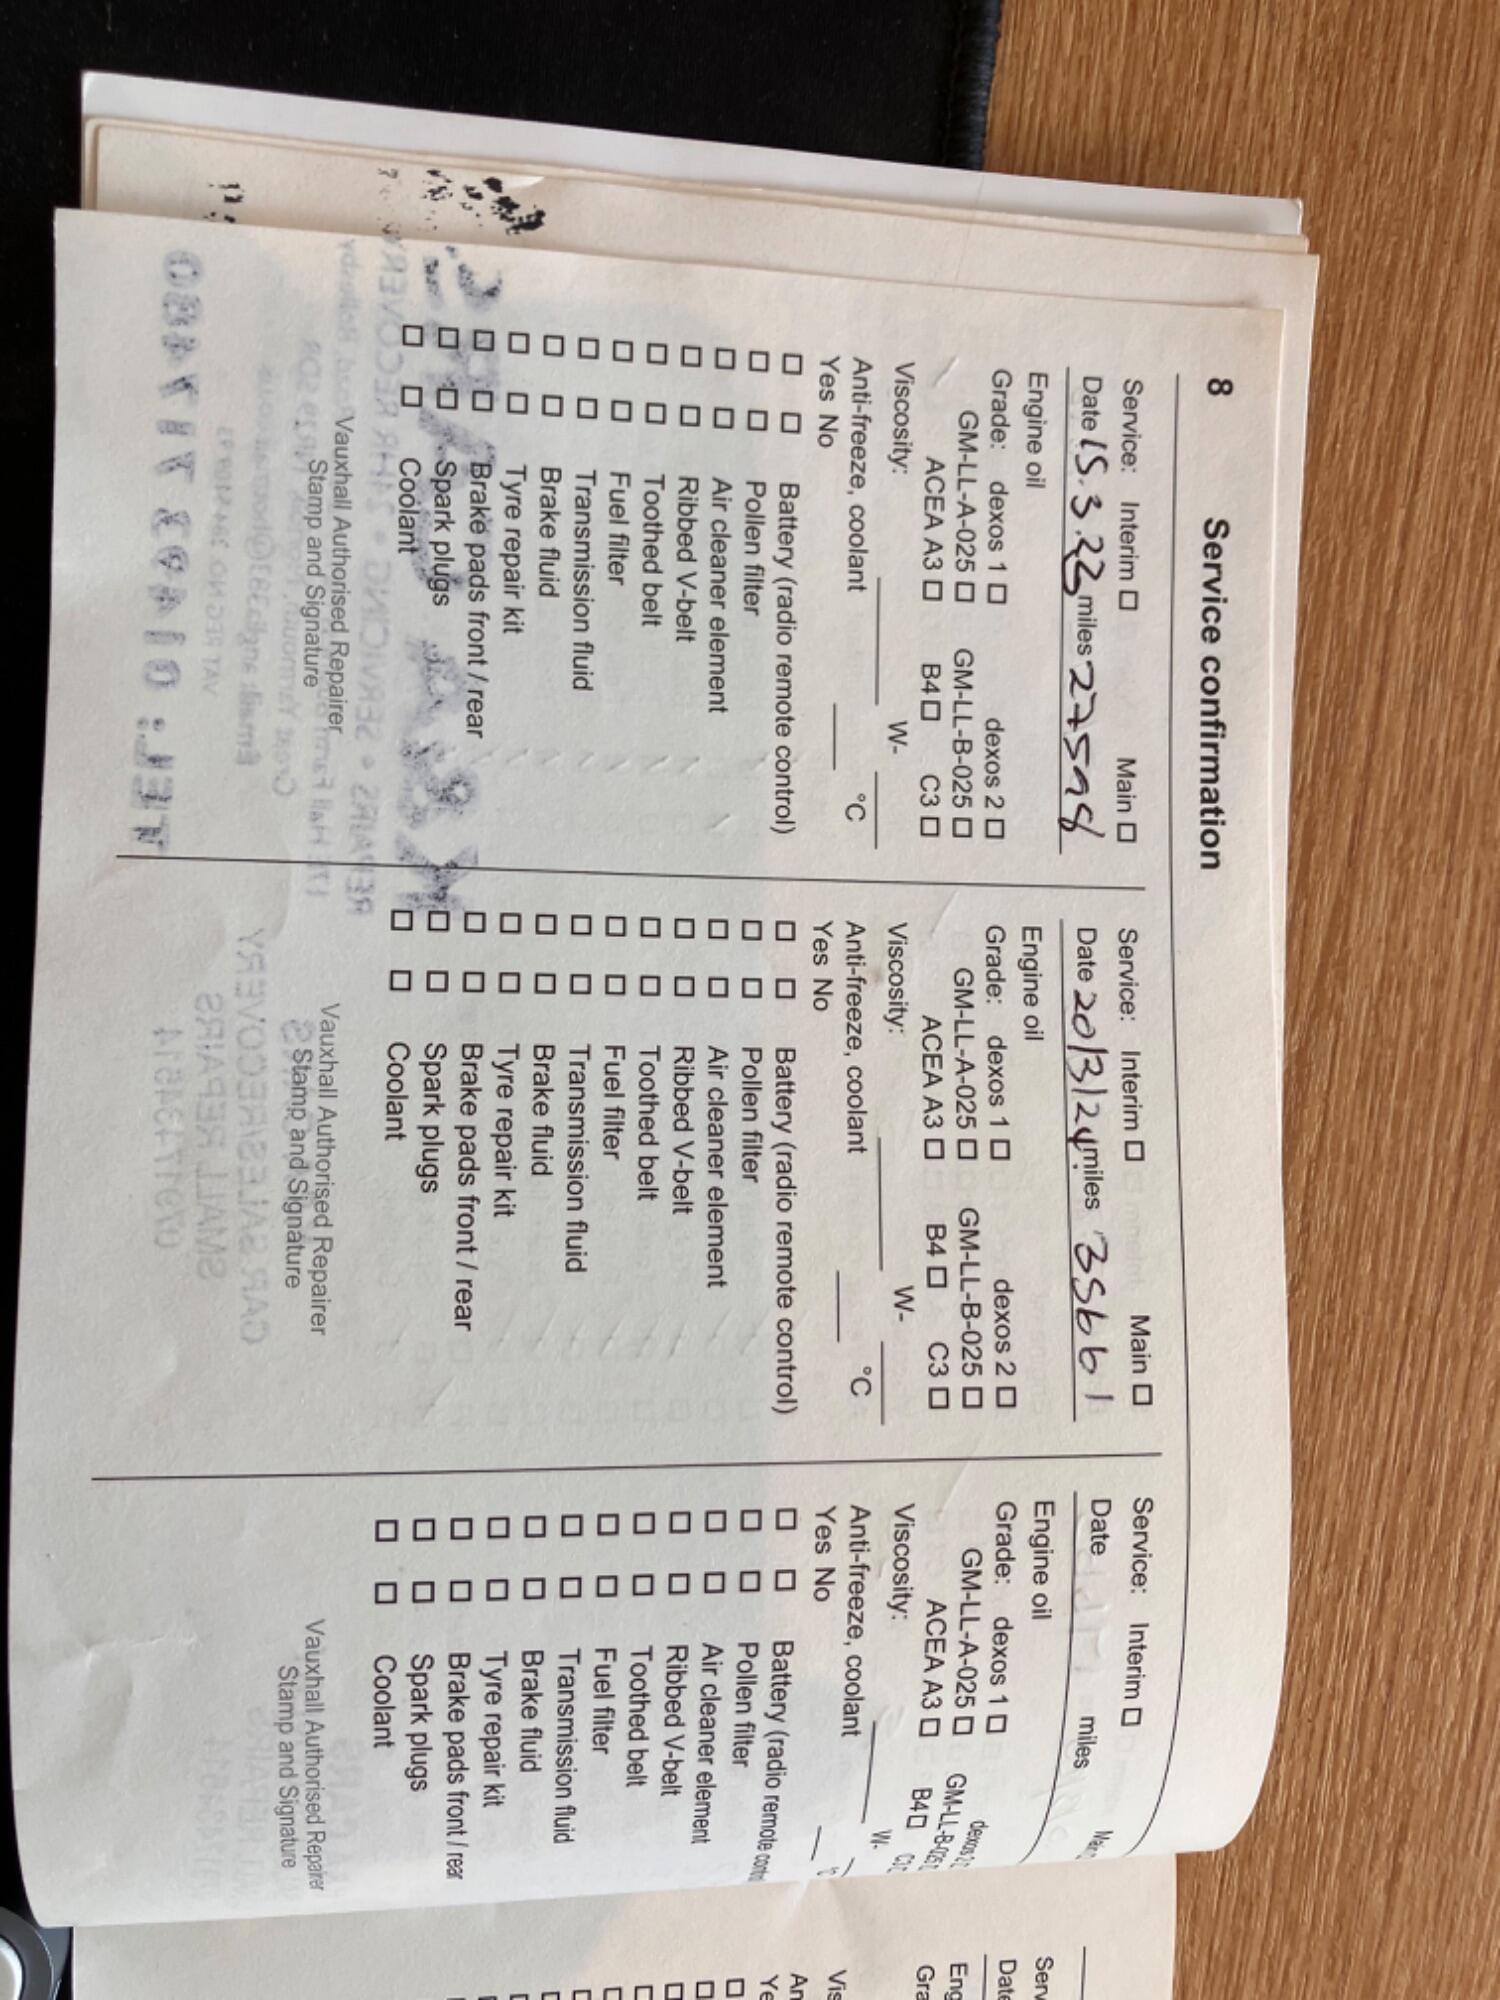 8 Service confirmation
Service: Interim ☐ Main ☐
Date 15.3.23 miles 27598
Engine oil
Grade: dexos 1 ☐ dexos 2 ☐
GM-LL-A-025 ☐ GM-LL-B-025 ☐
ACEA A3 ☐ B4 ☐ C3 ☐
Viscosity: W-
Anti-freeze, coolant °C
Yes No
☐ ☐ Battery (radio remote control)
☐ ☐ Pollen filter
☐ ☐ Air cleaner element
☐ ☐ Ribbed V-belt
☐ ☐ Toothed belt
☐ ☐ Fuel filter
☐ ☐ Transmission fluid
☐ ☐ Brake fluid
☐ ☐ Tyre repair kit
☐ ☐ Brake pads front / rear
☐ ☐ Spark plugs
☐ ☐ Coolant
Vauxhall Authorised Repairer
Stamp and Signature
Service: Interim ☐ Main ☐
Date 20/3/24 miles 35661
Engine oil
Grade: dexos 1 ☐ dexos 2 ☐
GM-LL-A-025 ☐ GM-LL-B-025 ☐
ACEA A3 ☐ B4 ☐ C3 ☐
Viscosity: W-
Anti-freeze, coolant °C
Yes No
☐ ☐ Battery (radio remote control)
☐ ☐ Pollen filter
☐ ☐ Air cleaner element
☐ ☐ Ribbed V-belt
☐ ☐ Toothed belt
☐ ☐ Fuel filter
☐ ☐ Transmission fluid
☐ ☐ Brake fluid
☐ ☐ Tyre repair kit
☐ ☐ Brake pads front / rear
☐ ☐ Spark plugs
☐ ☐ Coolant
Vauxhall Authorised Repairer
Stamp and Signature
Service: Interim ☐
Date miles
Engine oil
Grade: dexos 1 ☐ dexos 2
GM-LL-A-025 ☐ GM-LL-B-025
ACEA A3 ☐ B4 ☐ C3
Viscosity: W-
Anti-freeze, coolant °C
Yes No
☐ ☐ Battery (radio remote
☐ ☐ Pollen filter
☐ ☐ Air cleaner element
☐ ☐ Ribbed V-belt
☐ ☐ Toothed belt
☐ ☐ Fuel filter
☐ ☐ Transmission fluid
☐ ☐ Brake fluid
☐ ☐ Tyre repair kit
☐ ☐ Brake pads front / rear
☐ ☐ Spark plugs
☐ ☐ Coolant
Vauxhall Authorised Repairer
Stamp and Signature